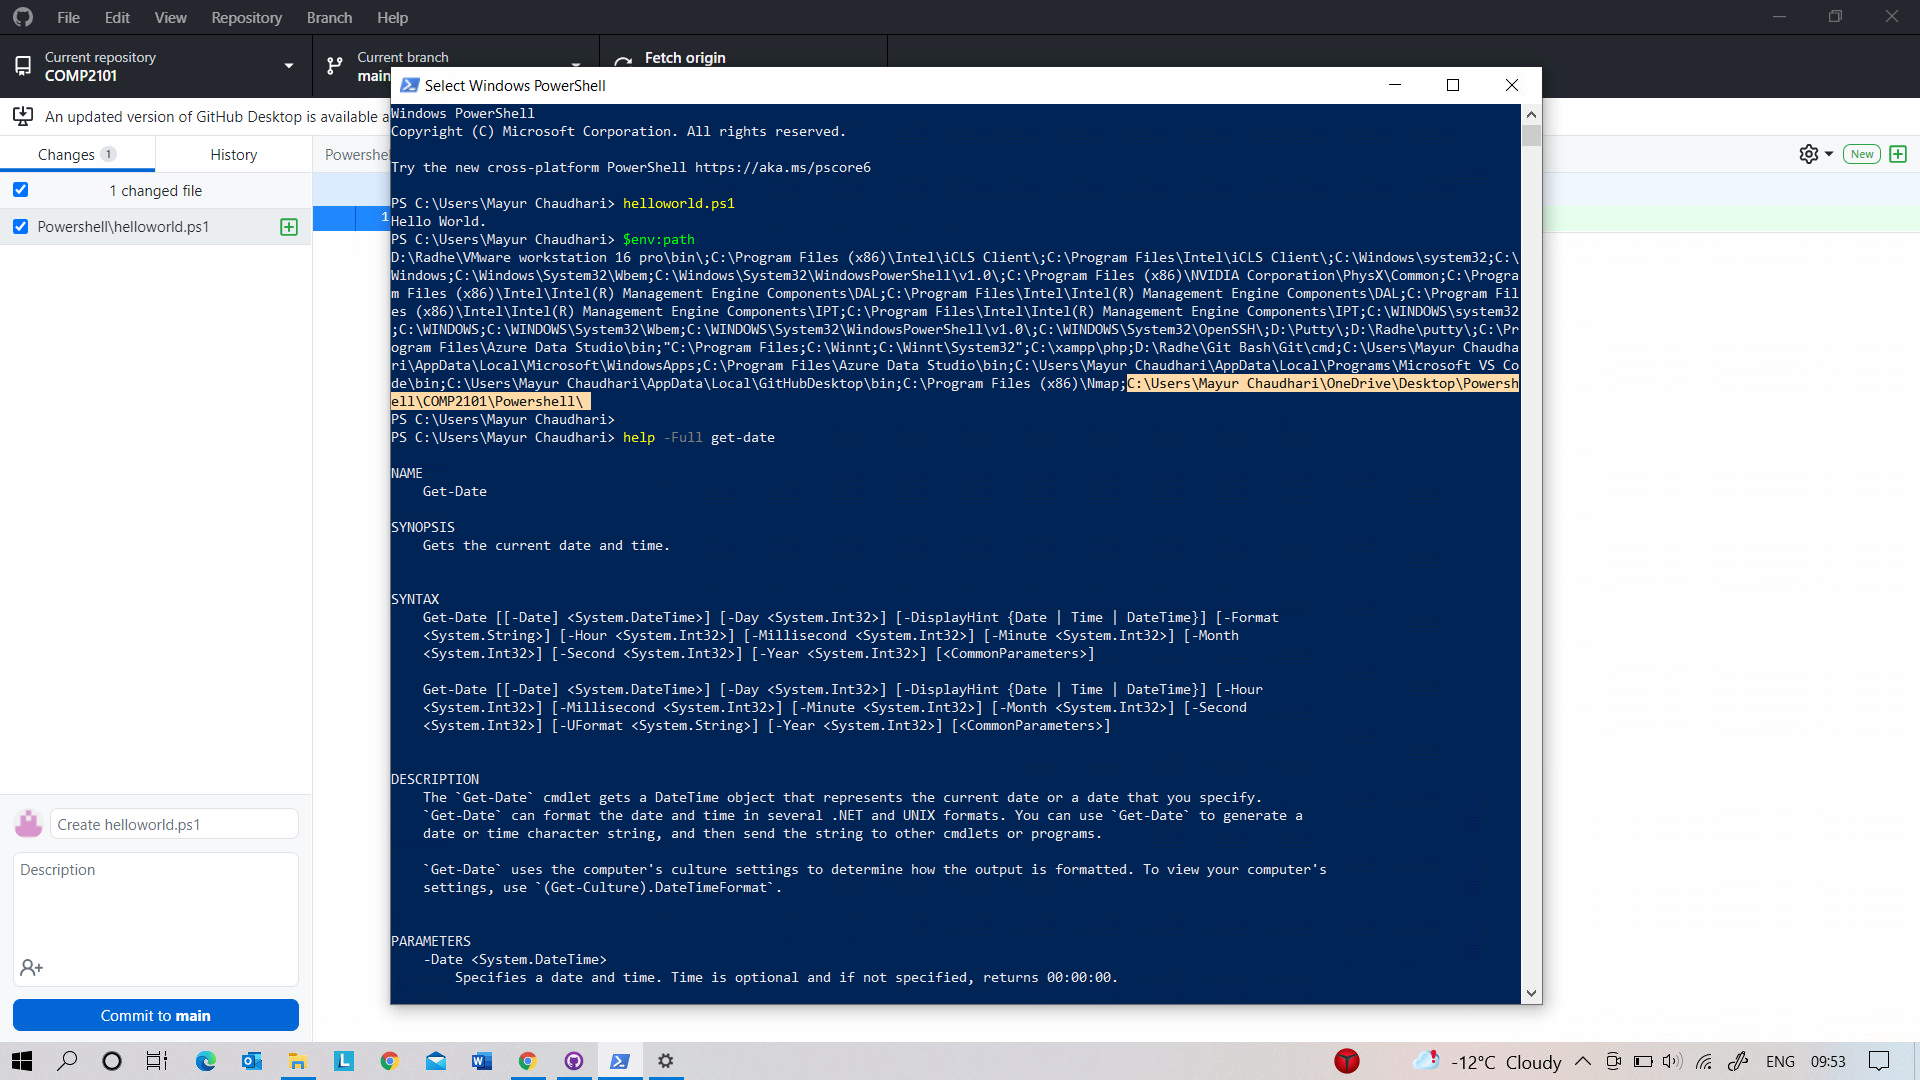 File Edit View Repository Branch Help
Current repository
COMP2101
Current branch
main
Fetch origin
Select Windows PowerShell
An updated version of GitHub Desktop is available a
Changes 1 History
Powershel
New
1 changed file
Powershell\helloworld.ps1
1
Windows PowerShell
Copyright (C) Microsoft Corporation. All rights reserved.
Try the new cross-platform PowerShell https://aka.ms/pscore6
PS C:\Users\Mayur Chaudhari> helloworld.ps1
Hello World.
PS C:\Users\Mayur Chaudhari> $env:path
D:\Radhe\VMware workstation 16 pro\bin\;C:\Program Files (x86)\Intel\iCLS Client\;C:\Program Files\Intel\iCLS Client\;C:\Windows\system32;C:\
Windows;C:\Windows\System32\Wbem;C:\Windows\System32\WindowsPowerShell\v1.0\;C:\Program Files (x86)\NVIDIA Corporation\PhysX\Common;C:\Progra
m Files (x86)\Intel\Intel(R) Management Engine Components\DAL;C:\Program Files\Intel\Intel(R) Management Engine Components\DAL;C:\Program Fil
es (x86)\Intel\Intel(R) Management Engine Components\IPT;C:\Program Files\Intel\Intel(R) Management Engine Components\IPT;C:\WINDOWS\system32
;C:\WINDOWS;C:\WINDOWS\System32\Wbem;C:\WINDOWS\System32\WindowsPowerShell\v1.0\;C:\WINDOWS\System32\OpenSSH\;D:\Putty\;D:\Radhe\putty\;C:\Pr
ogram Files\Azure Data Studio\bin;"C:\Program Files;C:\Winnt;C:\Winnt\System32";C:\xampp\php;D:\Radhe\Git Bash\Git\cmd;C:\Users\Mayur Chaudha
ri\AppData\Local\Microsoft\WindowsApps;C:\Program Files\Azure Data Studio\bin;C:\Users\Mayur Chaudhari\AppData\Local\Programs\Microsoft VS Co
de\bin;C:\Users\Mayur Chaudhari\AppData\Local\GitHubDesktop\bin;C:\Program Files (x86)\Nmap;C:\Users\Mayur Chaudhari\OneDrive\Desktop\Powersh
ell\COMP2101\Powershell\
PS C:\Users\Mayur Chaudhari>
PS C:\Users\Mayur Chaudhari> help -Full get-date
NAME
Get-Date
SYNOPSIS
Gets the current date and time.
SYNTAX
Get-Date [[-Date] <System.DateTime>] [-Day <System.Int32>] [-DisplayHint {Date | Time | DateTime}] [-Format
<System.String>] [-Hour <System.Int32>] [-Millisecond <System.Int32>] [-Minute <System.Int32>] [-Month
<System.Int32>] [-Second <System.Int32>] [-Year <System.Int32>] [<CommonParameters>]
Get-Date [[-Date] <System.DateTime>] [-Day <System.Int32>] [-DisplayHint {Date | Time | DateTime}] [-Hour
<System.Int32>] [-Millisecond <System.Int32>] [-Minute <System.Int32>] [-Month <System.Int32>] [-Second
<System.Int32>] [-UFormat <System.String>] [-Year <System.Int32>] [<CommonParameters>]
DESCRIPTION
The `Get-Date` cmdlet gets a DateTime object that represents the current date or a date that you specify.
`Get-Date` can format the date and time in several .NET and UNIX formats. You can use `Get-Date` to generate a
date or time character string, and then send the string to other cmdlets or programs.
`Get-Date` uses the computer's culture settings to determine how the output is formatted. To view your computer's
settings, use `(Get-Culture).DateTimeFormat`.
PARAMETERS
-Date <System.DateTime>
Specifies a date and time. Time is optional and if not specified, returns 00:00:00.
Create helloworld.ps1
Description
Commit to main
-12°C Cloudy
ENG
09:53